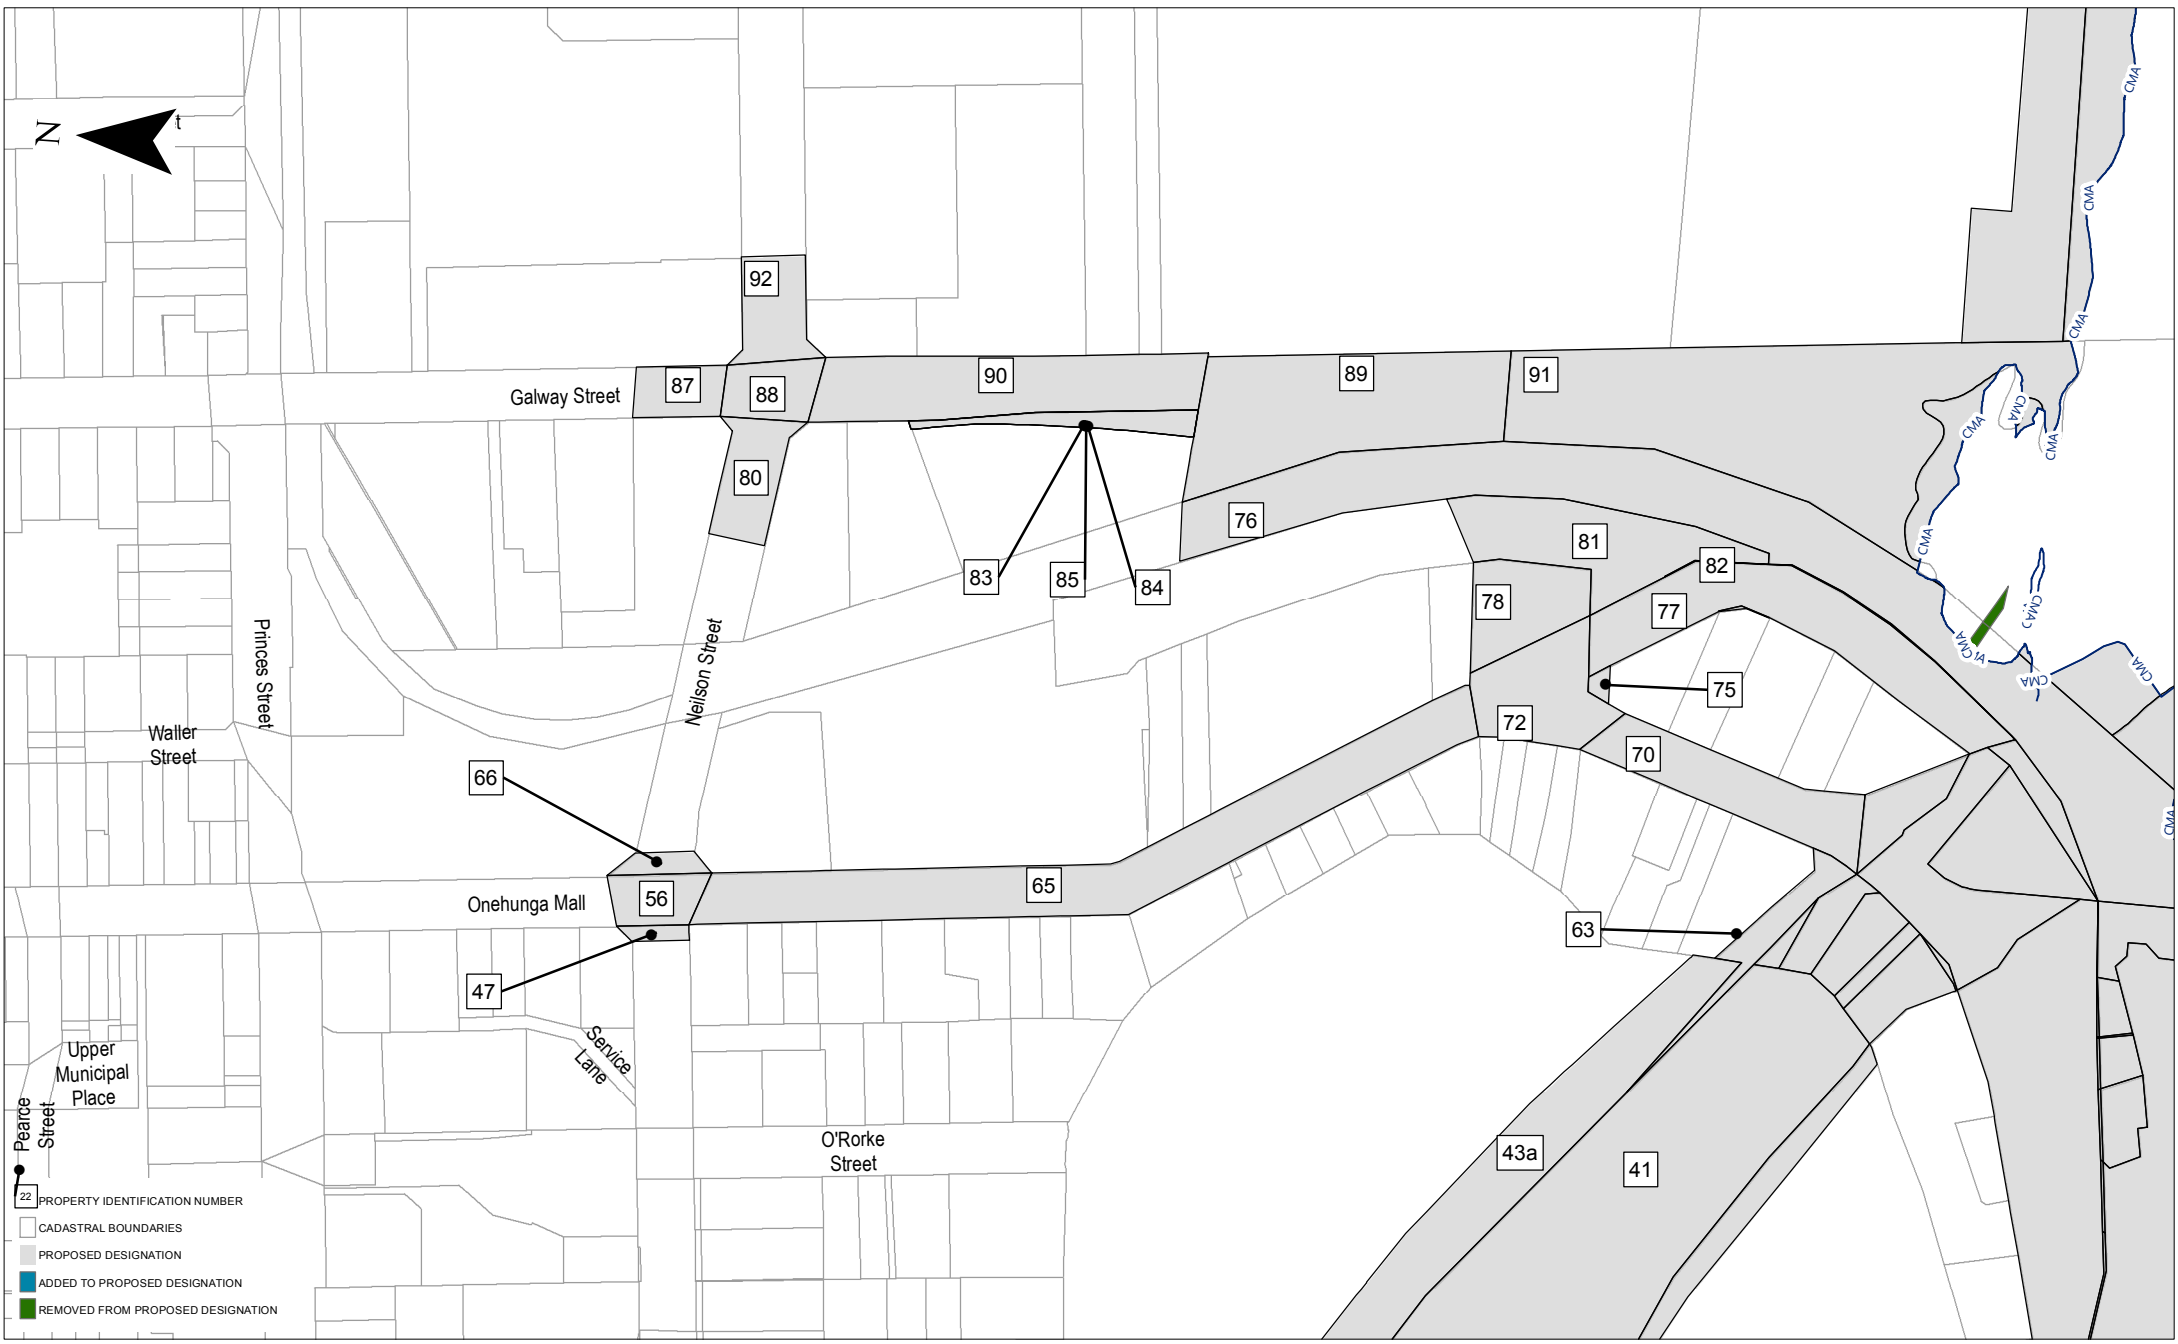 N
t
92
87
88
90
89
91
Galway Street
80
76
81
82
83
85
84
78
77
75
72
70
Princes Street
Neilson Street
Waller
Street
66
56
65
Onehunga Mall
63
47
Service
Lane
Upper
Municipal
Place
Pearce
Street
O'Rorke
Street
43a
41
CMA
CMA
CMA
CMA
CMA
CMA
CMA
CMA
CMA
CMA
CMA
CMA
CMA
22 PROPERTY IDENTIFICATION NUMBER
CADASTRAL BOUNDARIES
PROPOSED DESIGNATION
ADDED TO PROPOSED DESIGNATION
REMOVED FROM PROPOSED DESIGNATION